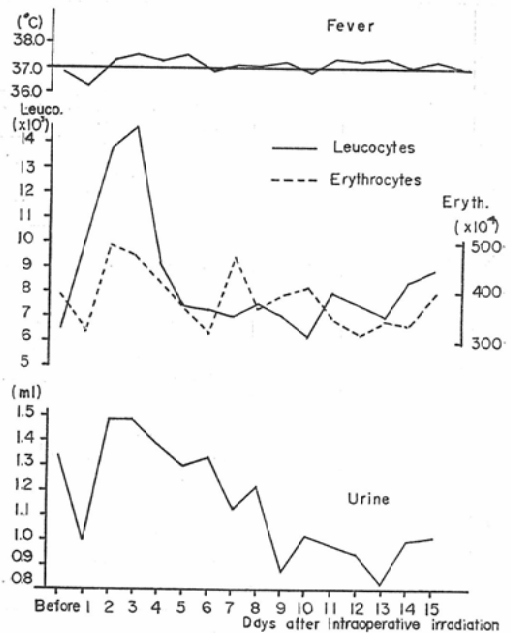 (°C)
Fever
38.0
37.0
36.0
Leuco.
(x10³)
14
13
12
11
10
9
8
7
6
5
Leucocytes
Erythrocytes
Eryth.
(x10⁴)
500
400
300
(ml)
1.5
1.4
1.3
1.2
1.1
1.0
0.9
0.8
Urine
Before 1 2 3 4 5 6 7 8 9 10 11 12 13 14 15
Days after Intraoperative irradiation